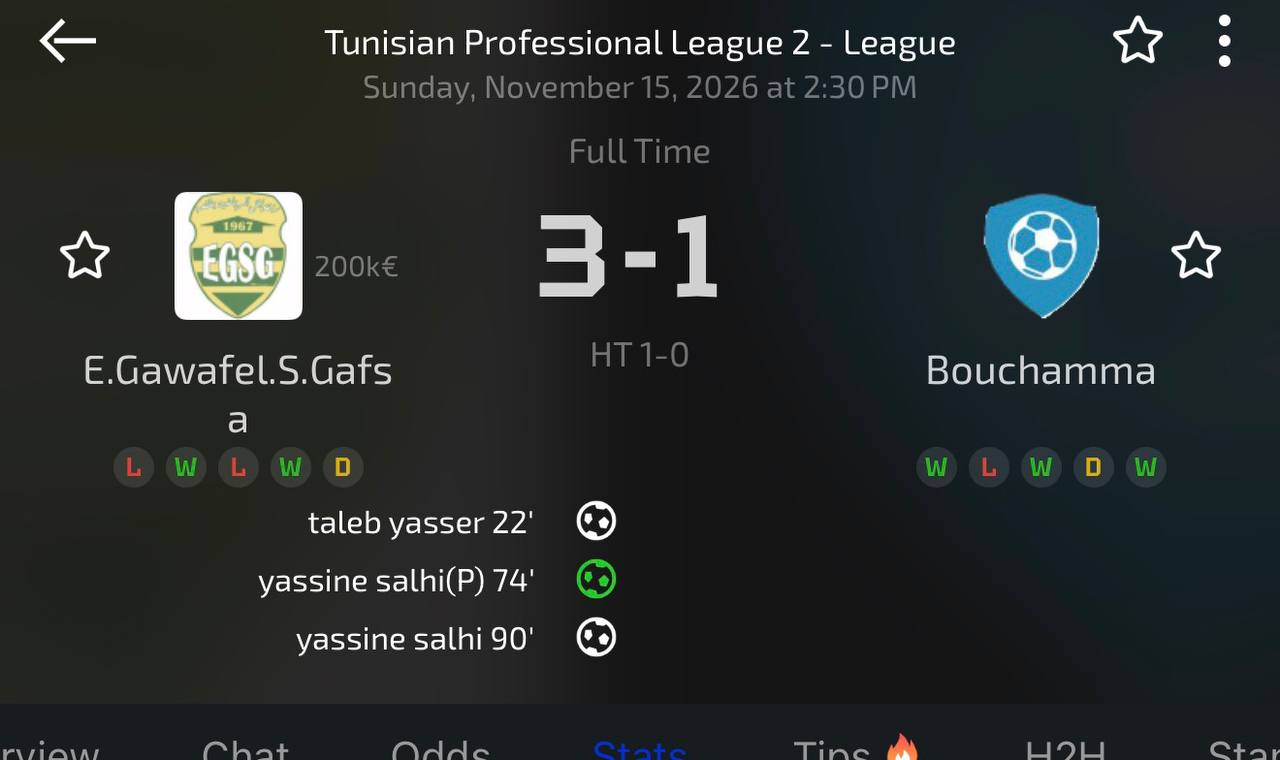 Tunisian Professional League 2 - League
Sunday, November 15, 2026 at 2:30 PM
Full Time
1967
EGSG
200k€
3-1
HT 1-0
E.Gawafel.S.Gafs
a
Bouchamma
L W L W D
W L W D W
taleb yasser 22'
yassine salhi(P) 74'
yassine salhi 90'
rview Chat Odds Stats Tips 🔥 H2H Star